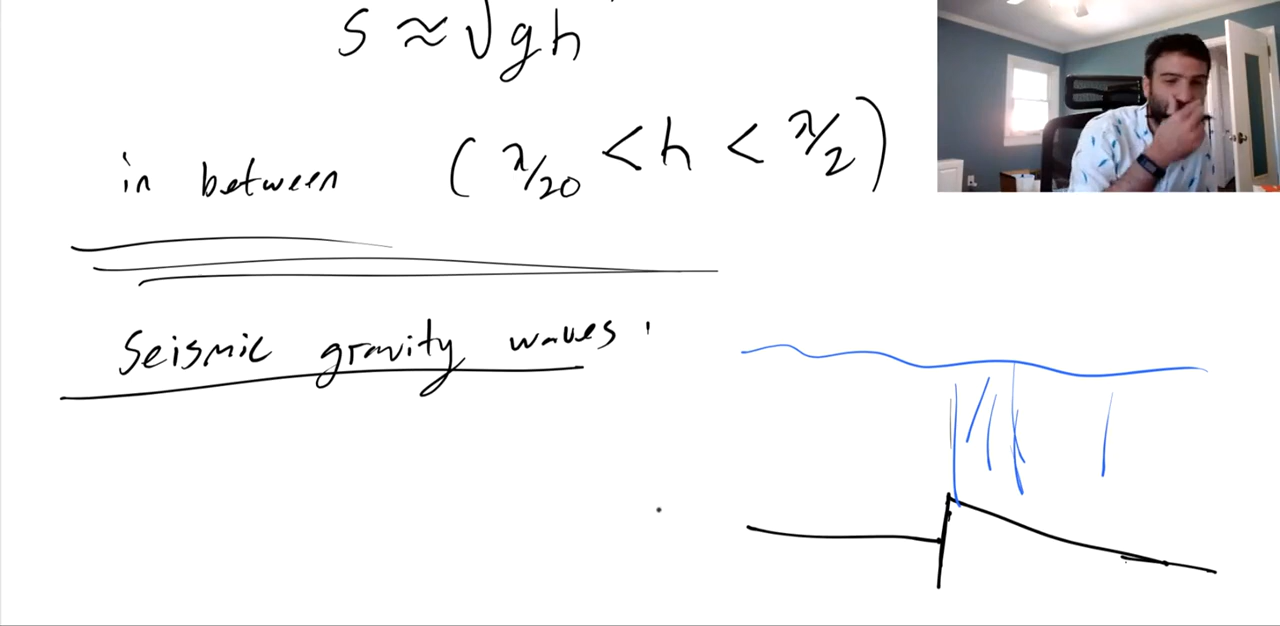 S ≈ √gh
in between ( λ/20 < h < λ/2 )
Seismic gravity waves